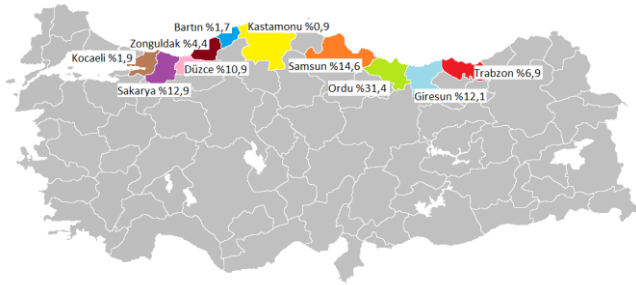 Bartın %1,7
Kastamonu %0,9
Zonguldak %4,4
Kocaeli %1,9
Düzce %10,9
Samsun %14,6
Trabzon %6,9
Sakarya %12,9
Ordu %31,4
Giresun %12,1